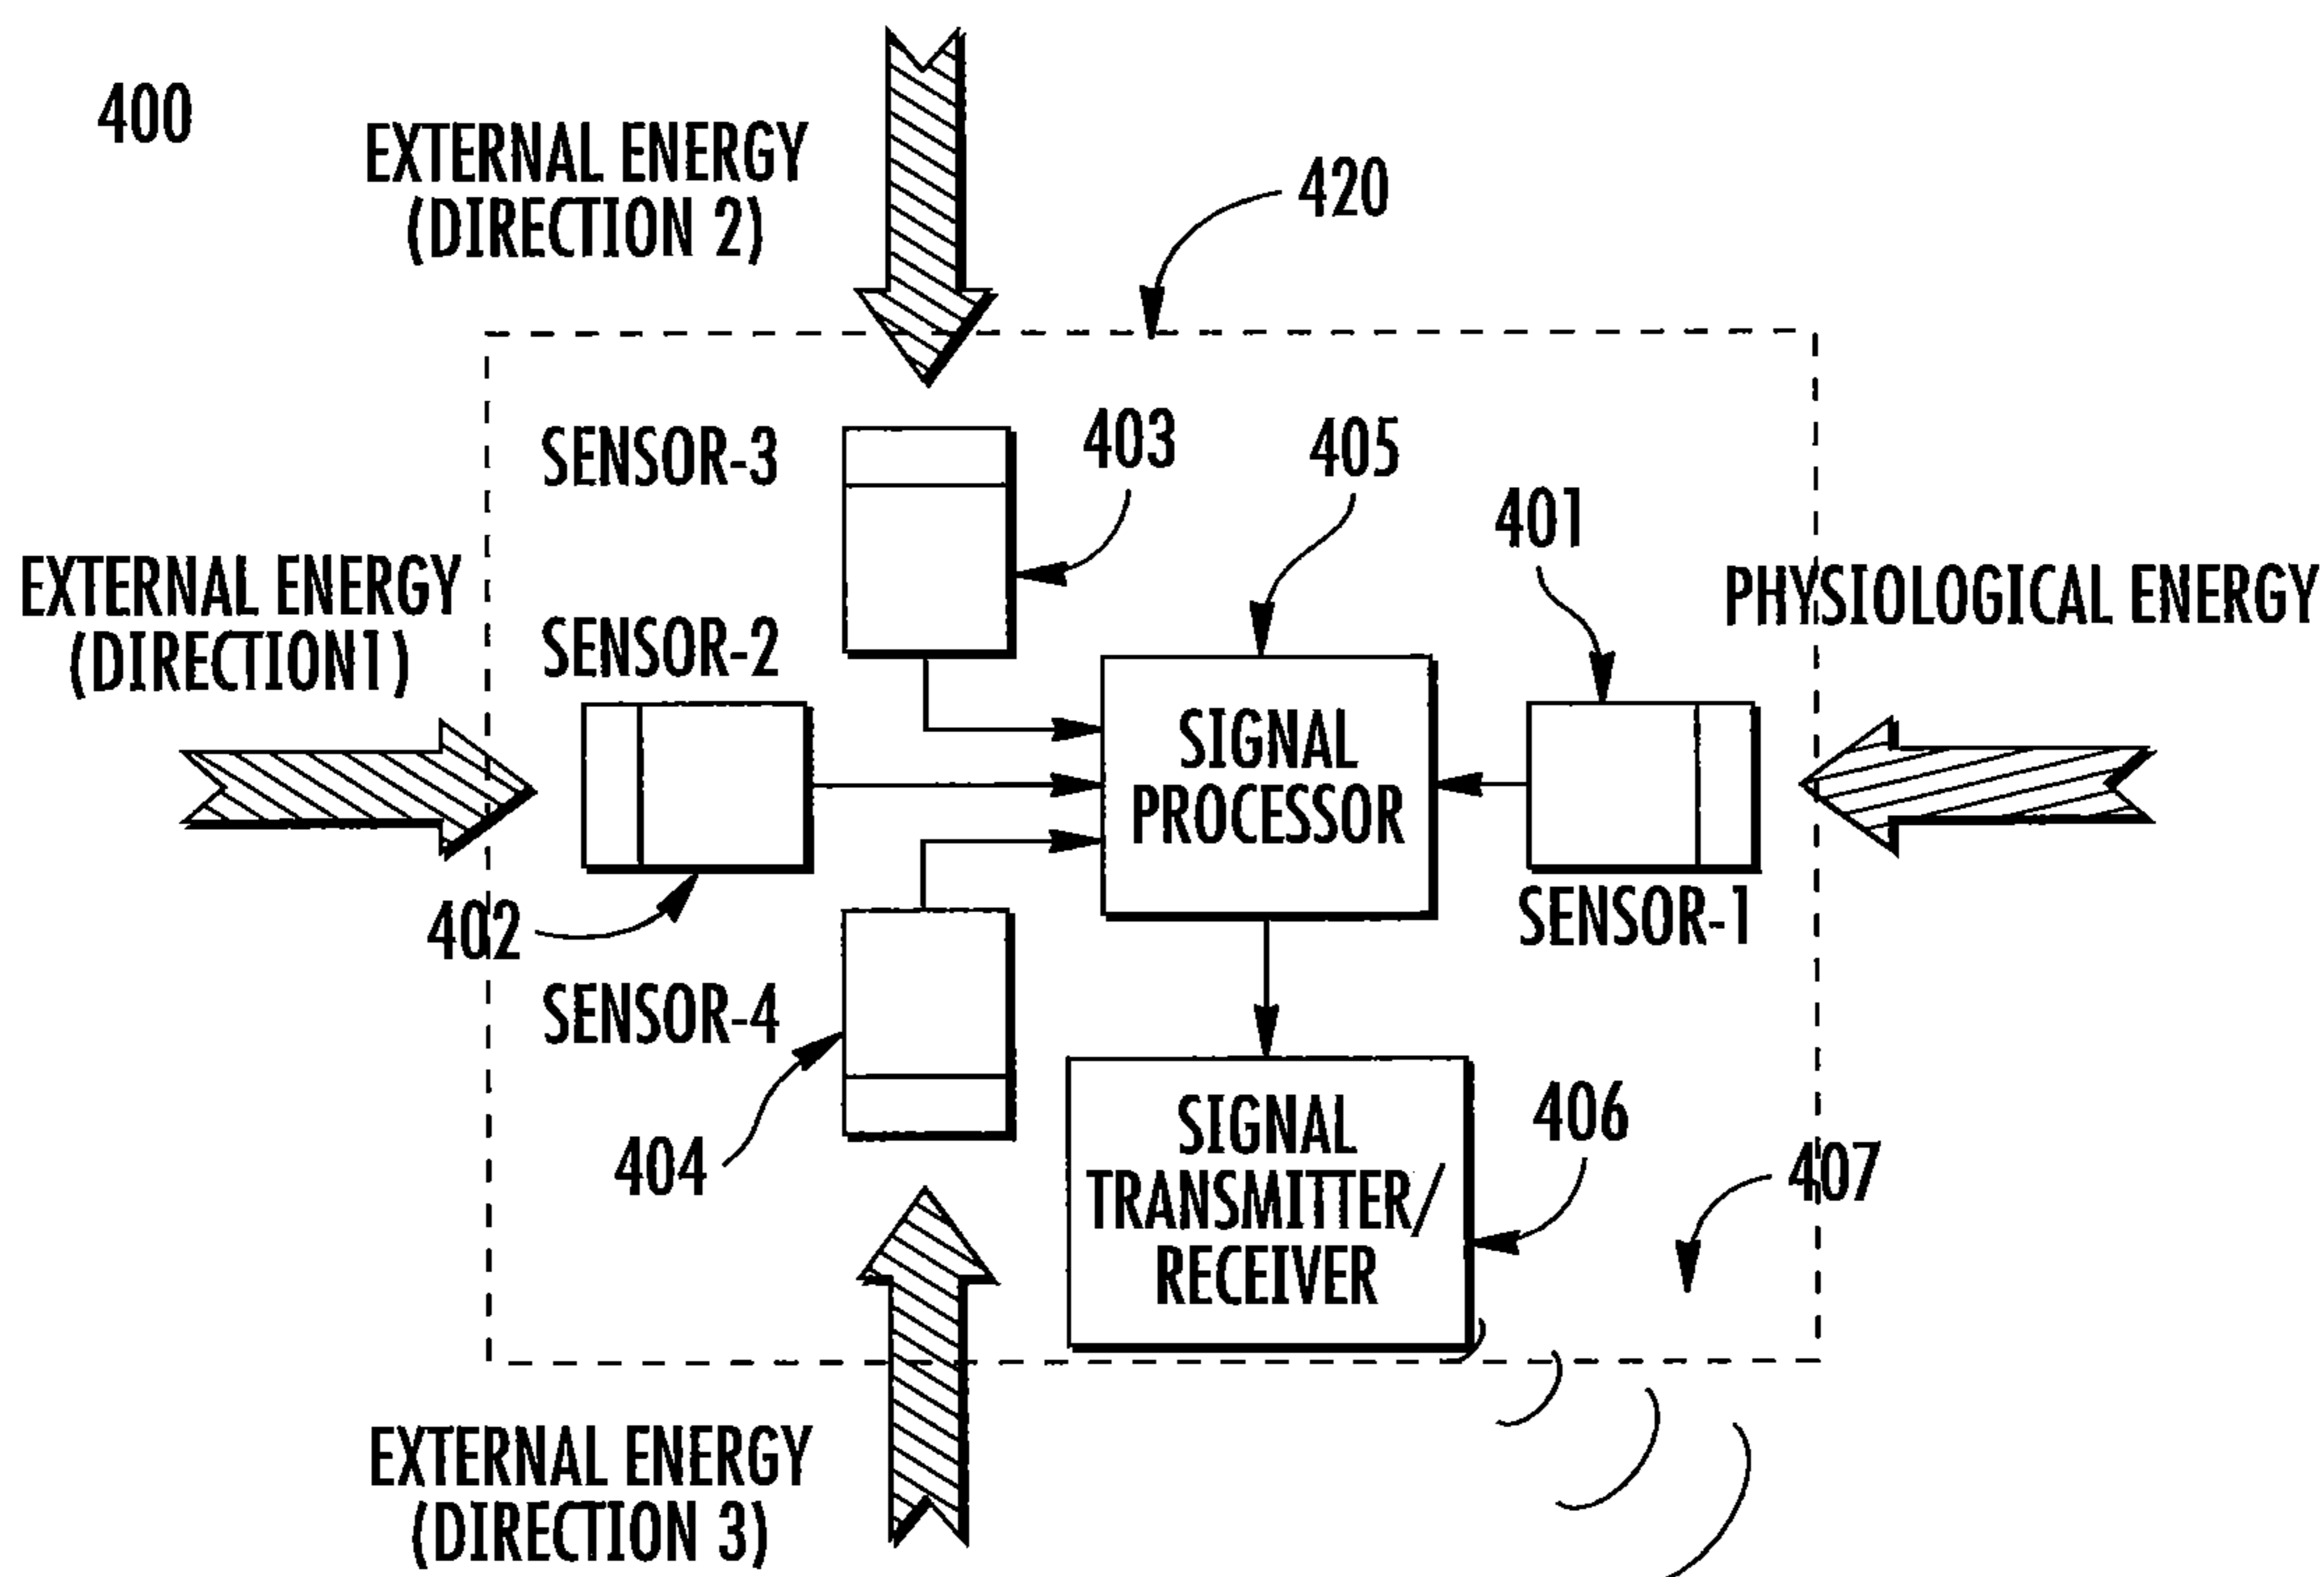 400
EXTERNAL ENERGY
(DIRECTION 2)
420
SENSOR-3
403
405
401
EXTERNAL ENERGY
(DIRECTION1)
SENSOR-2
PHYSIOLOGICAL ENERGY
SIGNAL
PROCESSOR
402
SENSOR-1
SENSOR-4
404
SIGNAL
TRANSMITTER/
RECEIVER
406
407
EXTERNAL ENERGY
(DIRECTION 3)